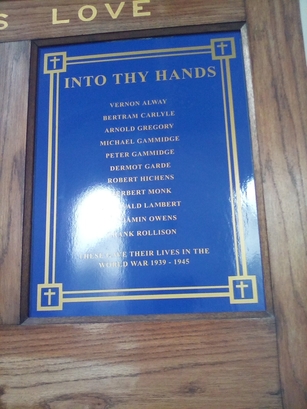 S LOVE
INTO THY HANDS
VERNON ALWAY
BERTRAM CARLYLE
ARNOLD GREGORY
MICHAEL GAMMIDGE
PETER GAMMIDGE
DERMOT GARDE
ROBERT HICHENS
HERBERT MONK
LAMBERT
OWENS
ROLLISON
THESE GAVE THEIR LIVES IN THE
WORLD WAR 1939 - 1945